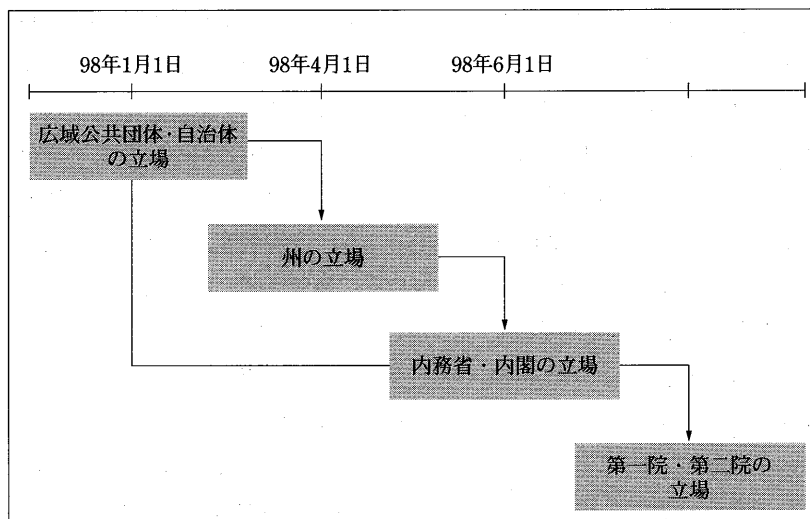 98年1月1日 98年4月1日 98年6月1日
広域公共団体·自治体
の立場
州の立場
内務省・内閣の立場
第一院・第二院の
立場